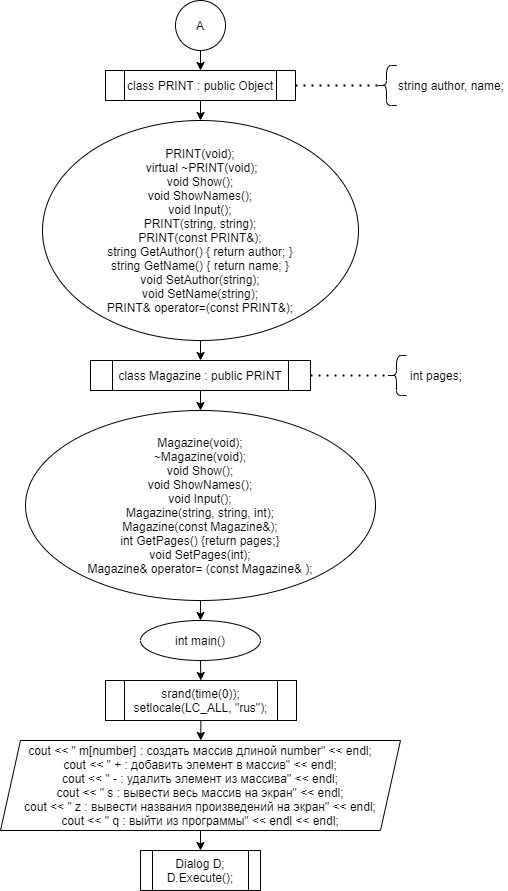 A
class PRINT : public Object
string author, name;
PRINT(void);
virtual ~PRINT(void);
void Show();
void ShowNames();
void Input();
PRINT(string, string);
PRINT(const PRINT&);
string GetAuthor() { return author; }
string GetName() { return name; }
void SetAuthor(string);
void SetName(string);
PRINT& operator=(const PRINT&);
class Magazine : public PRINT
int pages;
Magazine(void);
~Magazine(void);
void Show();
void ShowNames();
void Input();
Magazine(string, string, int);
Magazine(const Magazine&);
int GetPages() {return pages;}
void SetPages(int);
Magazine& operator= (const Magazine& );
int main()
srand(time(0));
setlocale(LC_ALL, "rus");
cout << " m[number] : создать массив длиной number" << endl;
cout << " + : добавить элемент в массив" << endl;
cout << " - : удалить элемент из массива" << endl;
cout << " s : вывести весь массив на экран" << endl;
cout << " z : вывести названия произведений на экран" << endl;
cout << " q : выйти из программы" << endl << endl;
Dialog D;
D.Execute();